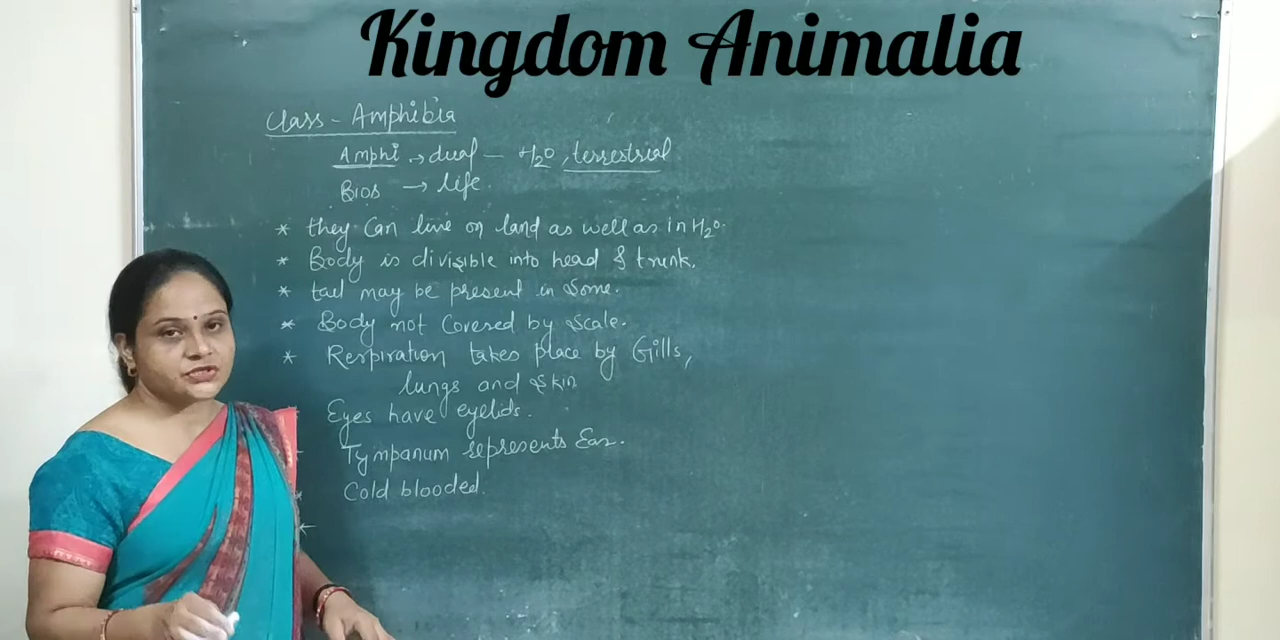 Kingdom Animalia
Class - Amphibia
Amphi → dual — H2O, terrestrial
Bios → life.
* they can live on land as well as in H2O.
* Body is divisible into head & trunk.
* tail may be present in some.
* Body not covered by scale.
* Respiration takes place by Gills,
lungs and skin
Eyes have eyelids.
Tympanum represents Ear.
* Cold blooded.